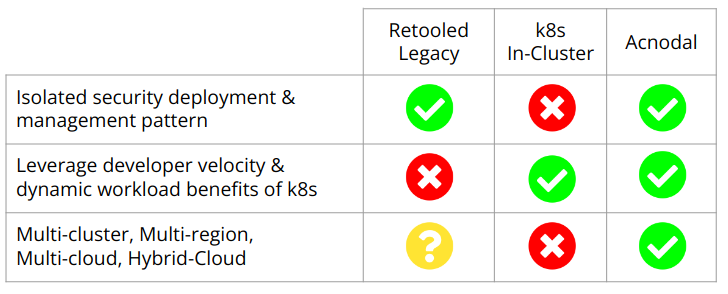 Retooled
Legacy
k8s
In-Cluster
Acnodal
Isolated security deployment &
management pattern
Leverage developer velocity &
dynamic workload benefits of k8s
?
Multi-cluster, Multi-region,
Multi-cloud, Hybrid-Cloud